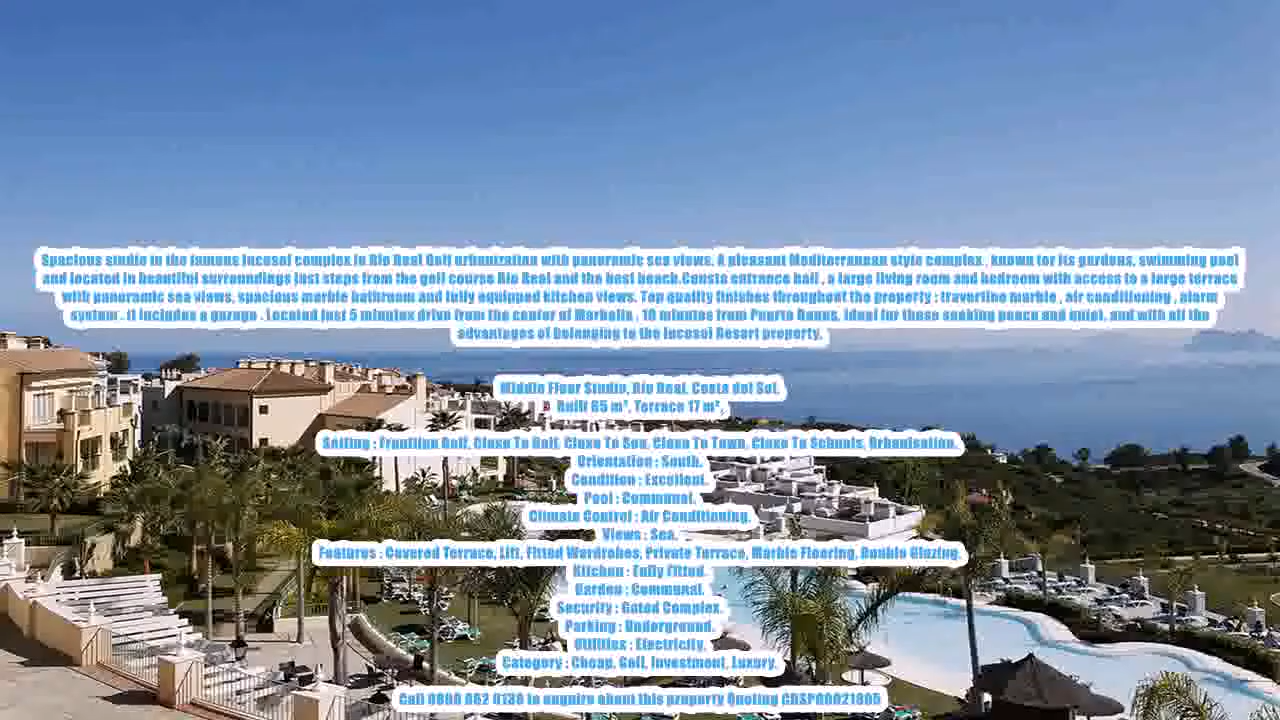 Spacious studio in the famous Incosol complex in Rio Real Golf urbanization with panoramic sea views. A pleasant Mediterranean style complex , known for its gardens, swimming pool
and located in beautiful surroundings just steps from the golf course Rio Real and the best beach.Consta entrance hall , a large living room and bedroom with access to a large terrace
with panoramic sea views, spacious marble bathroom and fully equipped kitchen views. Top quality finishes throughout the property : travertine marble , air conditioning , alarm
system . It includes a garage . Located just 5 minutes drive from the center of Marbella , 10 minutes from Puerto Banus. Ideal for those seeking peace and quiet, and with all the
advantages of belonging to the Incosol Resort property.
Middle Floor Studio, Rio Real, Costa del Sol.
Built 65 m², Terrace 17 m².
Setting : Frontline Golf, Close To Golf, Close To Sea, Close To Town, Close To Schools, Urbanisation.
Orientation : South.
Condition : Excellent.
Pool : Communal.
Climate Control : Air Conditioning.
Views : Sea.
Features : Covered Terrace, Lift, Fitted Wardrobes, Private Terrace, Marble Flooring, Double Glazing.
Kitchen : Fully Fitted.
Garden : Communal.
Security : Gated Complex.
Parking : Underground.
Utilities : Electricity.
Category : Cheap, Golf, Investment, Luxury.
Call 0800 862 0138 to enquire about this property Quoting